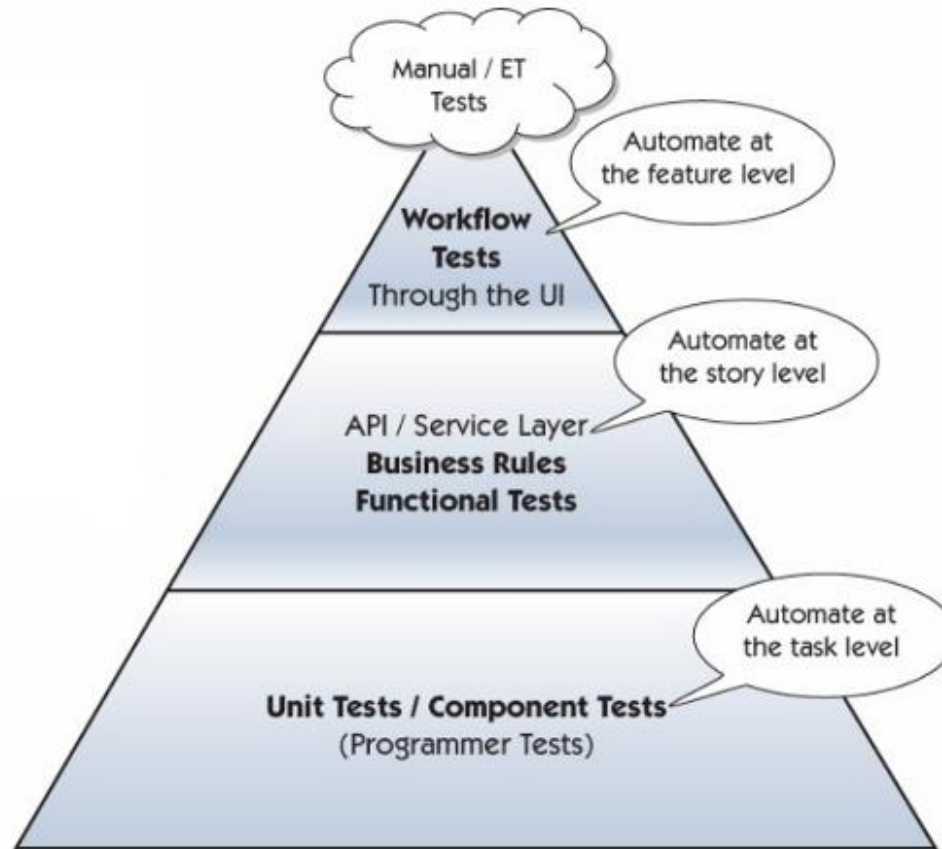 Manual / ET
Tests
Automate at
the feature level
Workflow
Tests
Through the UI
Automate at
the story level
API / Service Layer
Business Rules
Functional Tests
Automate at
the task level
Unit Tests / Component Tests
(Programmer Tests)